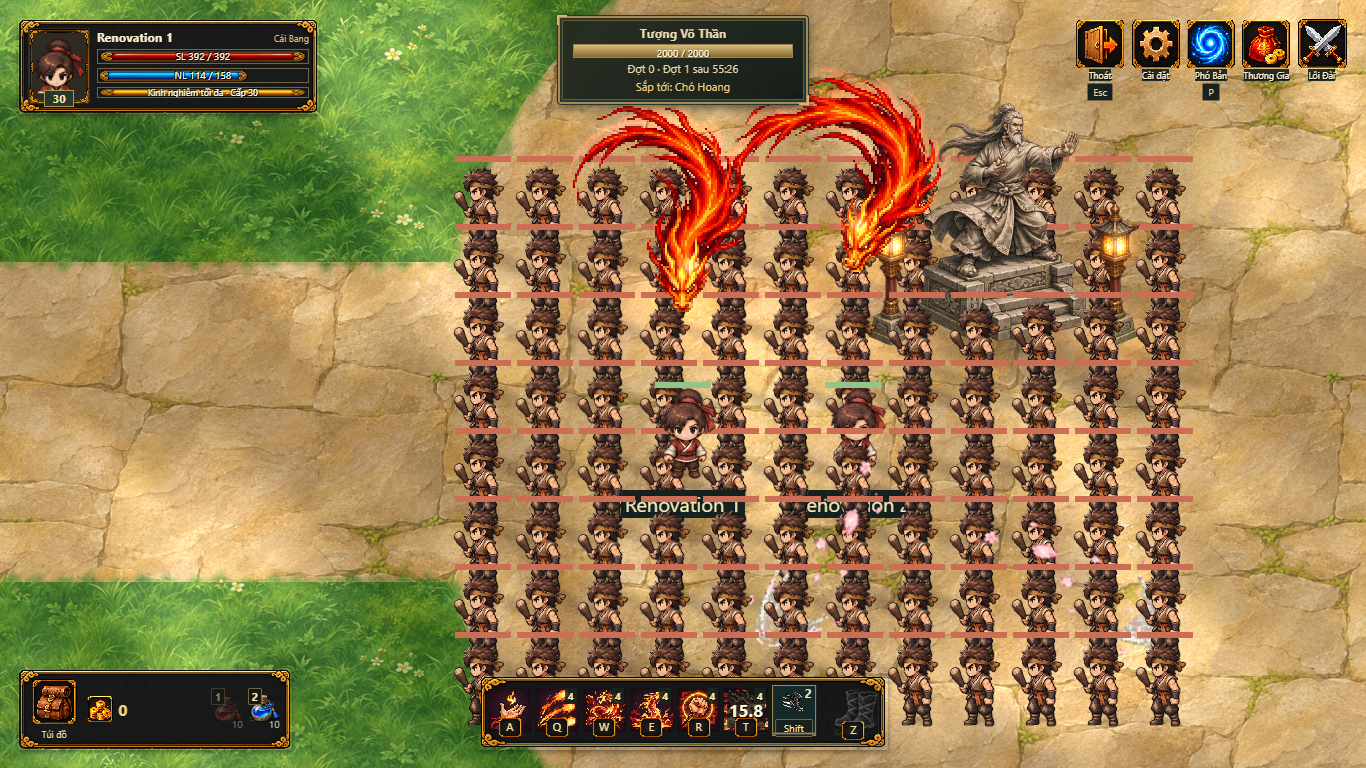 Renovation 1
Cái Bang
SL 392 / 392
NL 114 / 158
Kinh nghiệm tối đa - Cấp 30
30
Tượng Võ Thần
2000 / 2000
Đợt 0 · Đợt 1 sau 55:26
Sắp tới: Chó Hoang
Thoát
Cài đặt
Phó Bản
Thương Gia
Lôi Đài
Esc
P
Renovation 1
Túi đồ
0
1
10
2
10
A
4
Q
4
W
4
E
4
R
4
15.8
T
2
Shift
Z